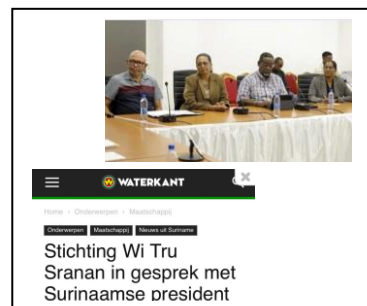 WATERKANT
Home › Onderwerpen › Maatschappij
Onderwerpen Maatschappij Nieuws uit Suriname
Stichting Wi Tru
Sranan in gesprek met
Surinaamse president